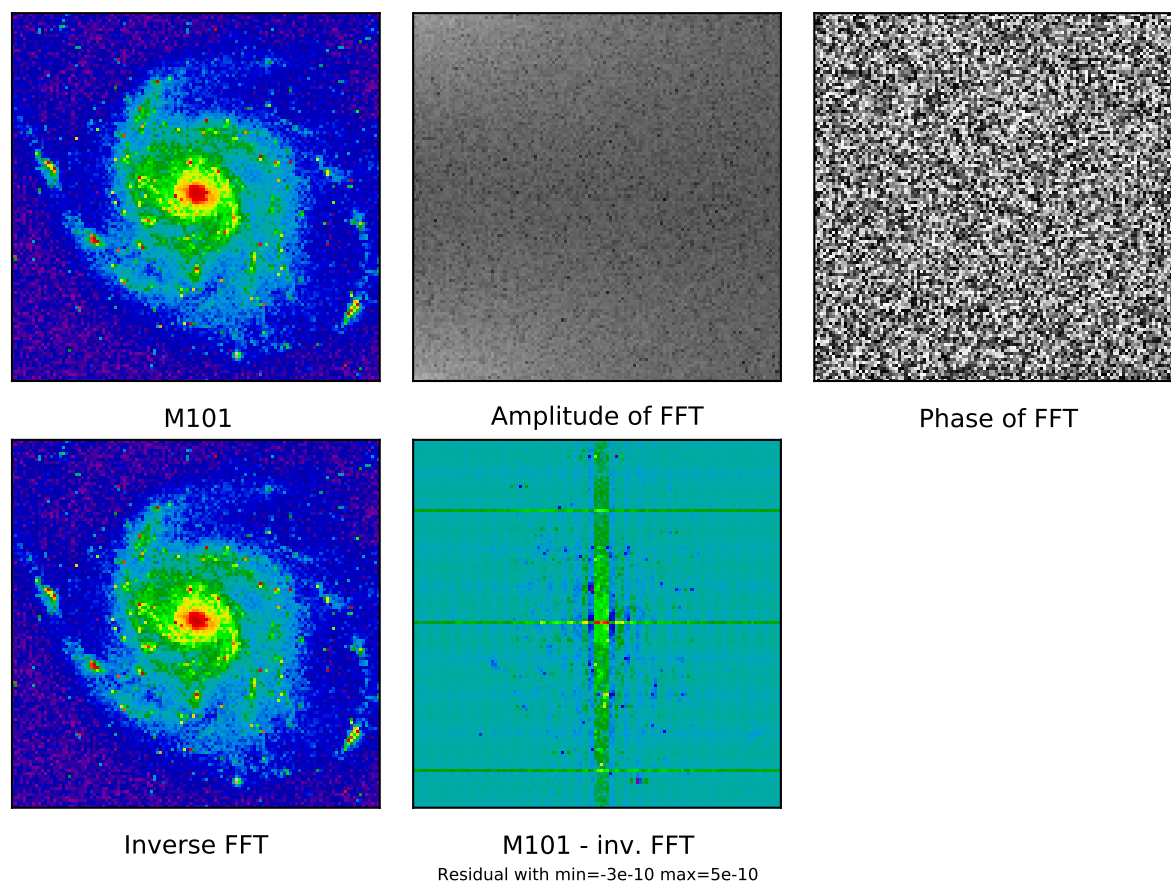 M101
Amplitude of FFT
Phase of FFT
Inverse FFT
M101 - inv. FFT
Residual with min=-3e-10 max=5e-10